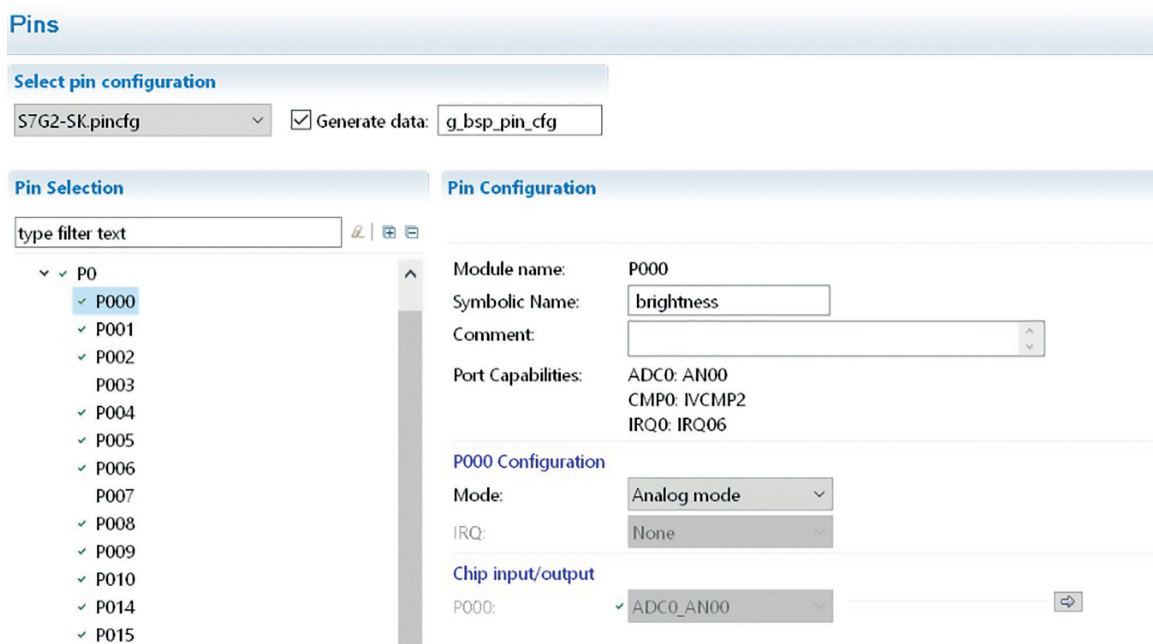 Pins
Select pin configuration
S7G2-SK.pincfg
Generate data: g_bsp_pin_cfg
Pin Selection
type filter text
P0
P000
P001
P002
P003
P004
P005
P006
P007
P008
P009
P010
P014
P015
Pin Configuration
Module name: P000
Symbolic Name: brightness
Comment:
Port Capabilities: ADC0: AN00
CMP0: IVCMP2
IRQ0: IRQ06
P000 Configuration
Mode: Analog mode
IRQ: None
Chip input/output
P000: ADC0_AN00